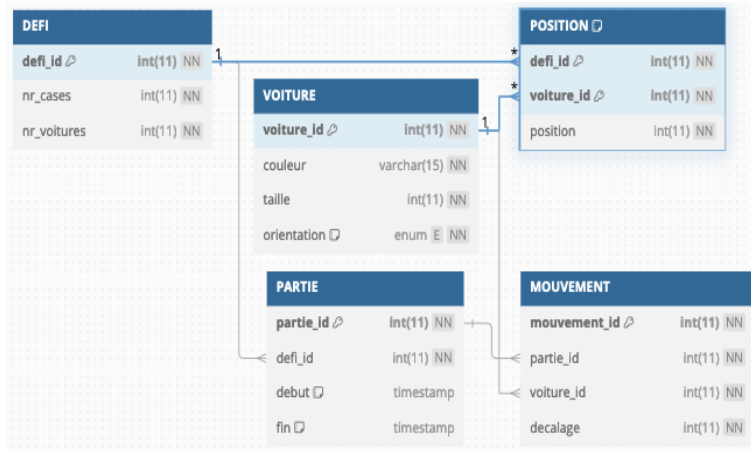 DEFI
defi_id int(11) NN
nr_cases int(11) NN
nr_voitures int(11) NN
1
*
POSITION
defi_id int(11) NN
voiture_id int(11) NN
position int(11) NN
*
VOITURE
voiture_id int(11) NN
couleur varchar(15) NN
taille int(11) NN
orientation enum E NN
1
PARTIE
partie_id int(11) NN
defi_id int(11) NN
debut timestamp
fin timestamp
MOUVEMENT
mouvement_id int(11) NN
partie_id int(11) NN
voiture_id int(11) NN
decalage int(11) NN